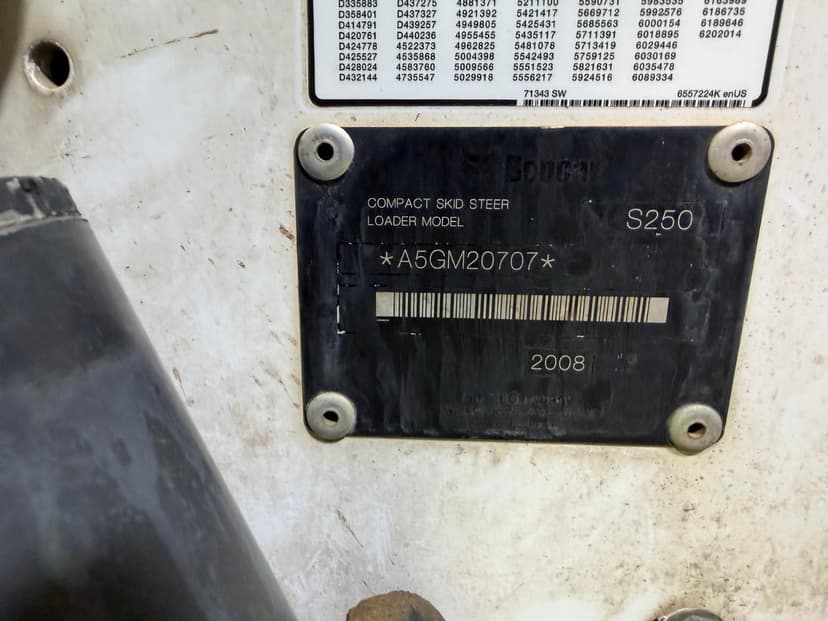 D335883 D437275 4881371 5211100 5590731 5983535 6163989
D358401 D437327 4921392 5421417 5669712 5992576 6186735
D414791 D439257 4949805 5425431 5685563 6000154 6189646
D420761 D440236 4955455 5435117 5711391 6018895 6202014
D424778 4522373 4962825 5481078 5713419 6029446
D425527 4535868 5004398 5542493 5759125 6030169
D428024 4583760 5009566 5551523 5821631 6035478
D432144 4735547 5029918 5556217 5924516 6089334
71343 SW 6557224K enUS
Bobcat
COMPACT SKID STEER
LOADER MODEL S250
*A5GM20707*
2008